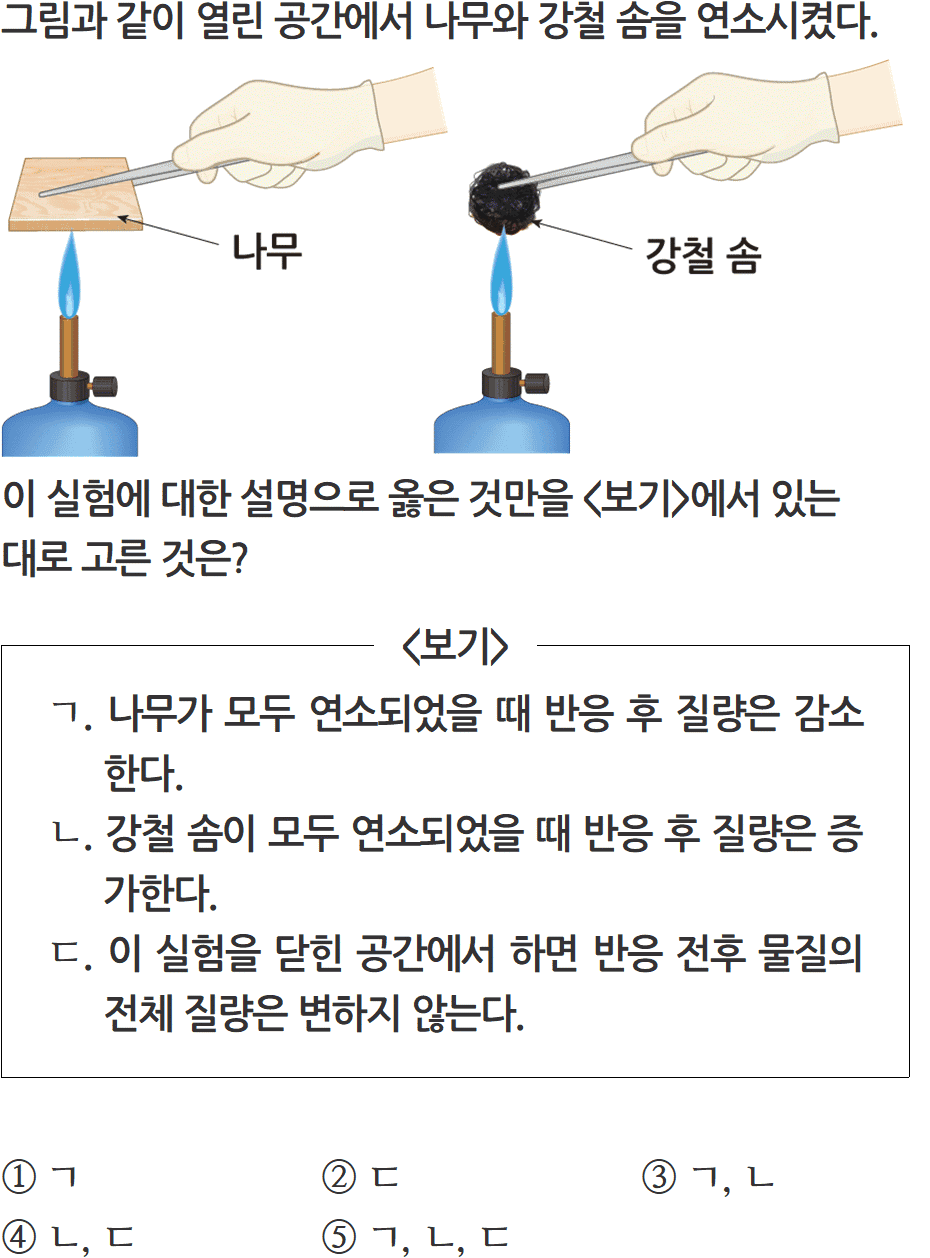 그림과 같이 열린 공간에서 나무와 강철 솜을 연소시켰다.
나무
강철 솜
이 실험에 대한 설명으로 옳은 것만을 <보기>에서 있는
대로 고른 것은?
<보기>
ㄱ. 나무가 모두 연소되었을 때 반응 후 질량은 감소
한다.
ㄴ. 강철 솜이 모두 연소되었을 때 반응 후 질량은 증
가한다.
ㄷ. 이 실험을 닫힌 공간에서 하면 반응 전후 물질의
전체 질량은 변하지 않는다.
① ㄱ ② ㄷ ③ ㄱ, ㄴ
④ ㄴ, ㄷ ⑤ ㄱ, ㄴ, ㄷ